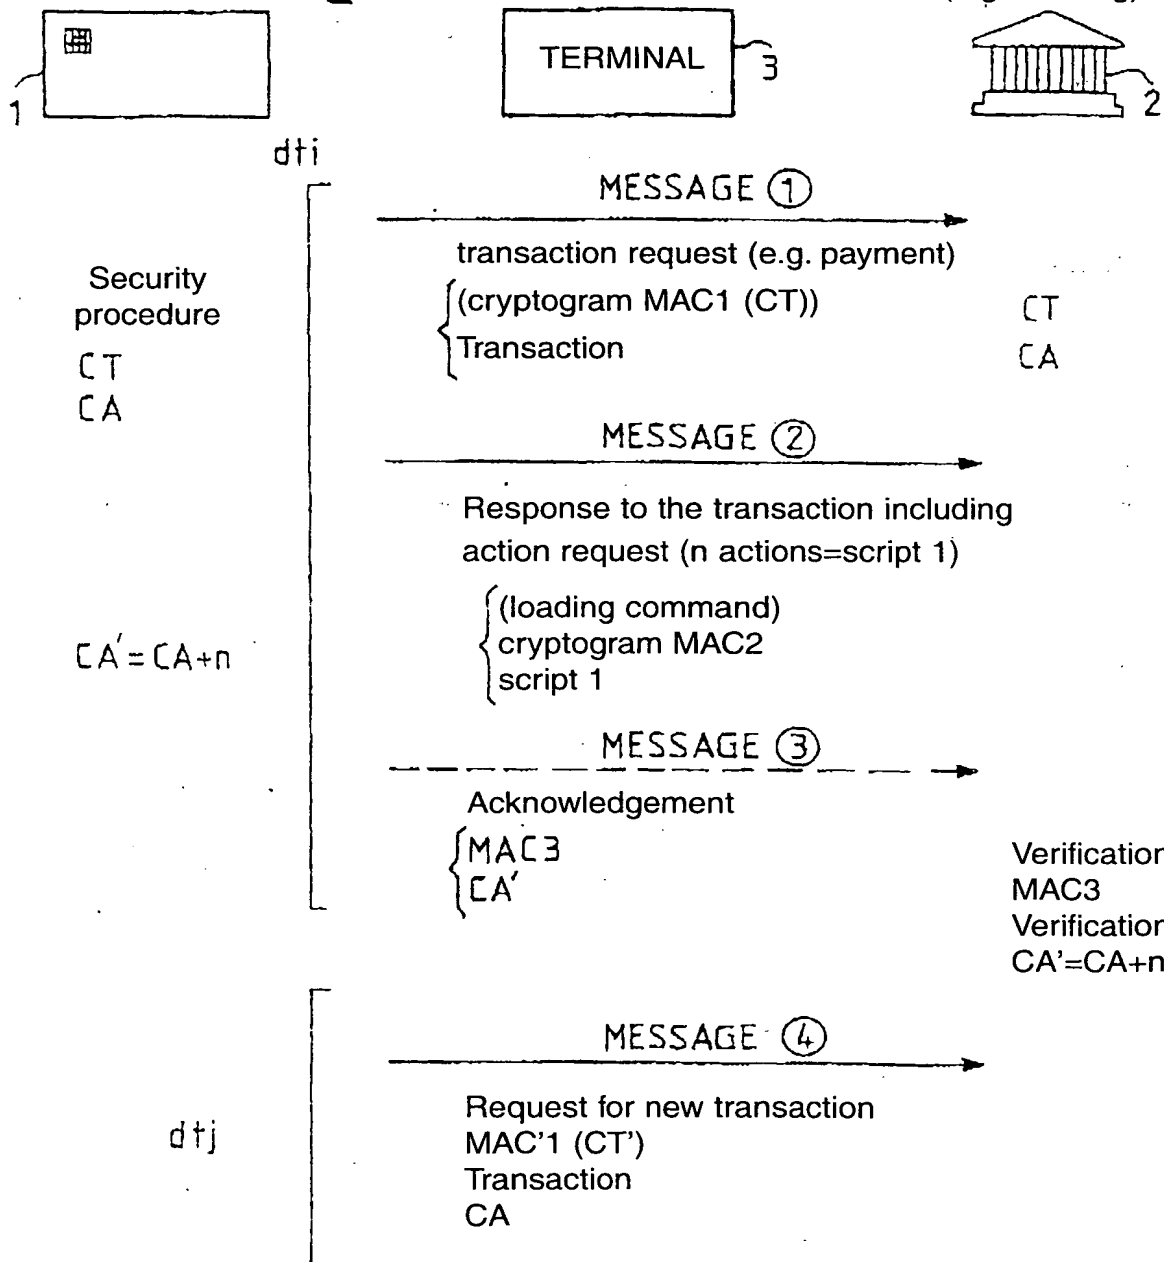 TERMINAL
3
1
2
dti
MESSAGE ①
transaction request (e.g. payment)
Security
procedure
(cryptogram MAC1 (CT))
Transaction
CT
CA
CT
CA
MESSAGE ②
Response to the transaction including
action request (n actions=script 1)
(loading command)
cryptogram MAC2
script 1
CA'=CA+n
MESSAGE ③
Acknowledgement
MAC3
CA'
Verification
MAC3
Verification
CA'=CA+n
MESSAGE ④
Request for new transaction
dtj
MAC'1 (CT')
Transaction
CA